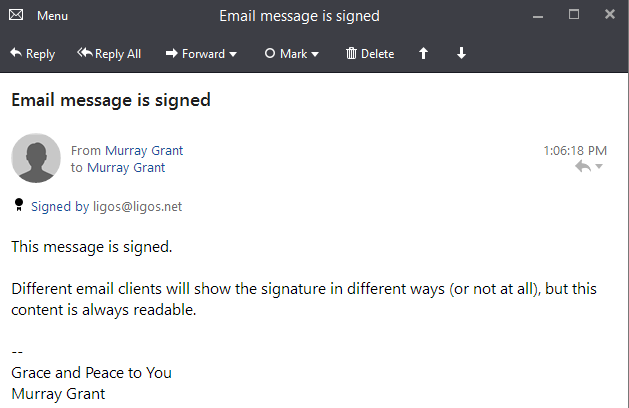 Menu
Email message is signed
Reply
Reply All
Forward
Mark
Delete
Email message is signed
From Murray Grant
1:06:18 PM
to Murray Grant
Signed by ligos@ligos.net
This message is signed.
Different email clients will show the signature in different ways (or not at all), but this
content is always readable.
--
Grace and Peace to You
Murray Grant